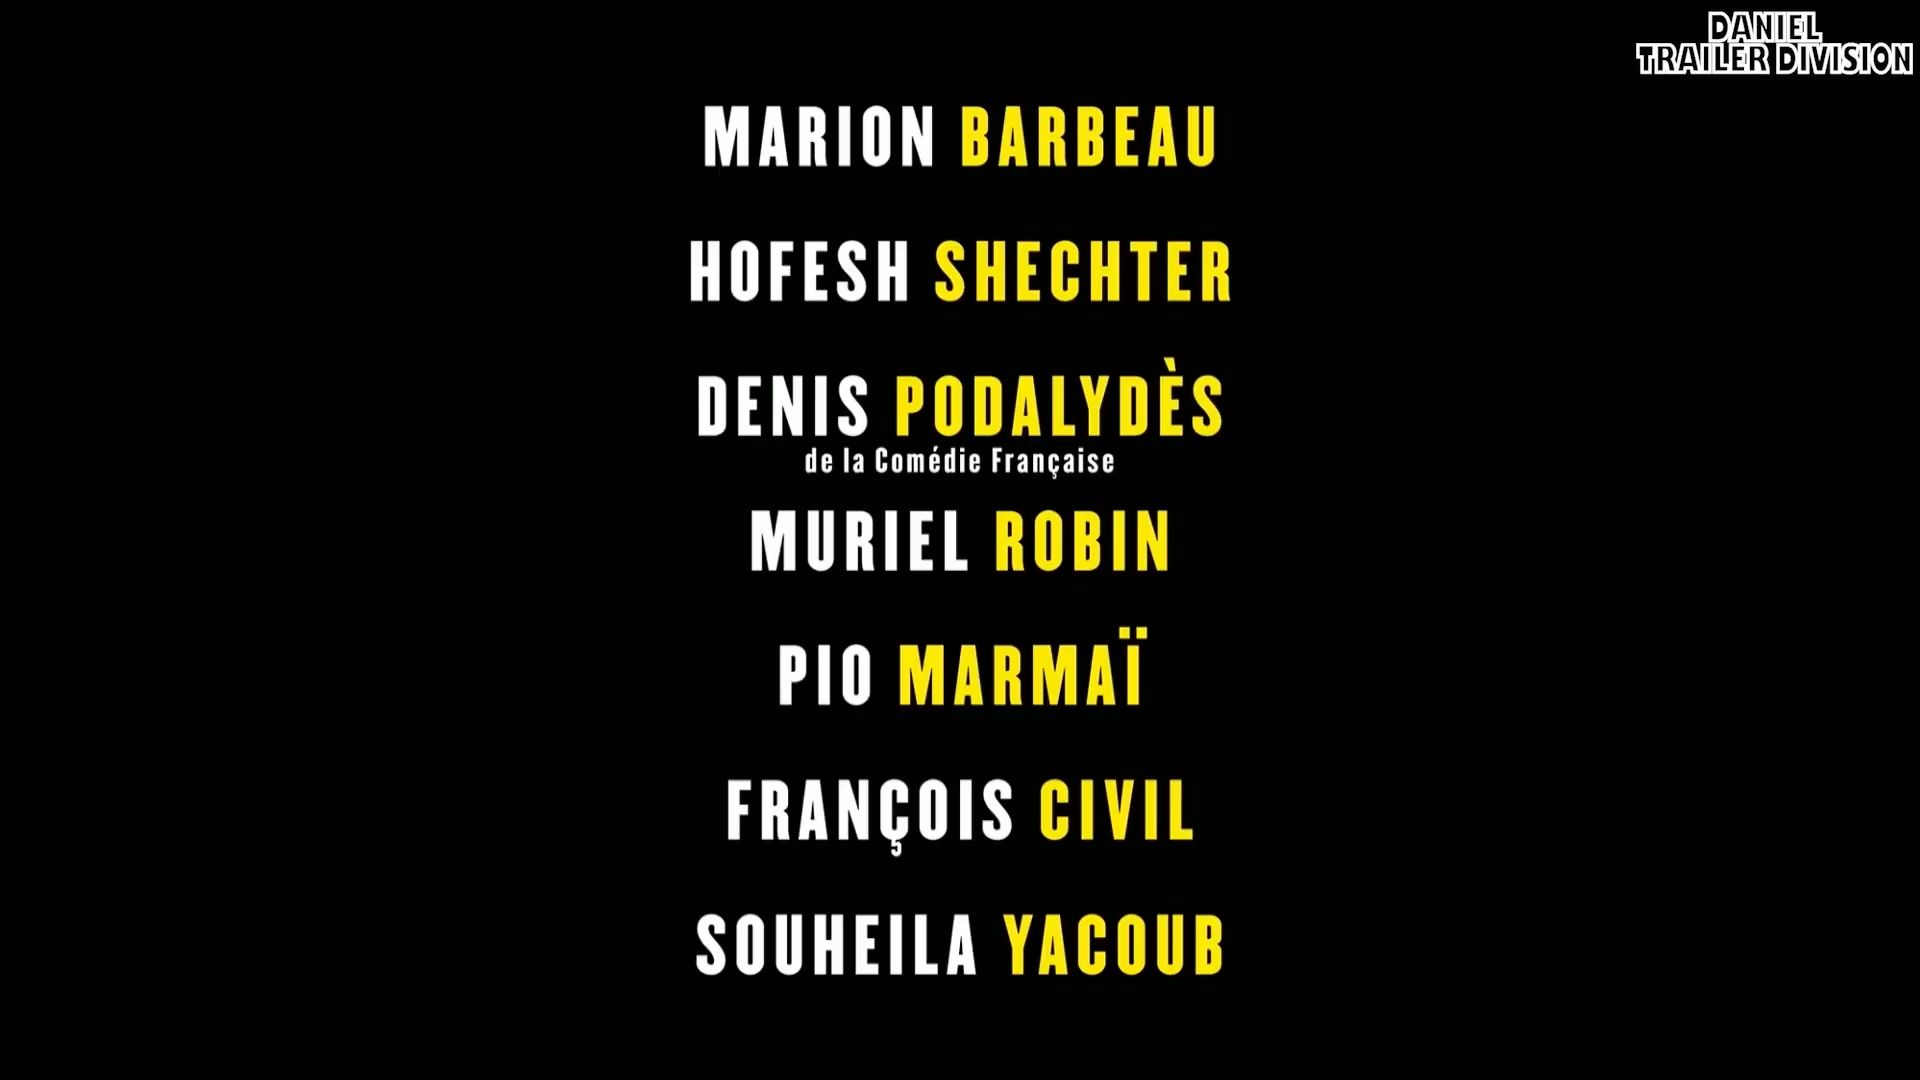 DANIEL
TRAILER DIVISION
MARION BARBEAU
HOFESH SHECHTER
DENIS PODALYDÈS
de la Comédie Française
MURIEL ROBIN
PIO MARMAÏ
FRANÇOIS CIVIL
SOUHEILA YACOUB